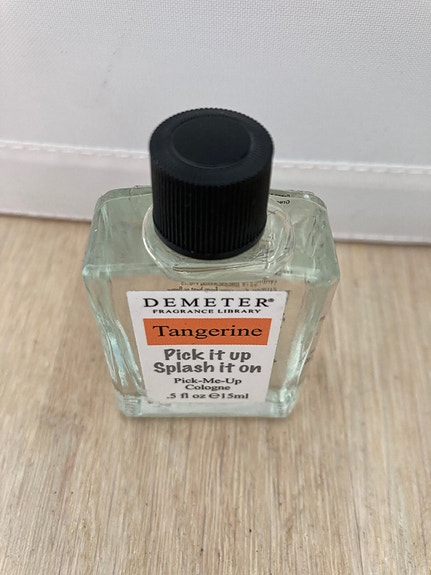 DEMETER®
FRAGRANCE LIBRARY
Tangerine
Pick it up
Splash it on
Pick-Me-Up
Cologne
.5 fl oz ℮15ml